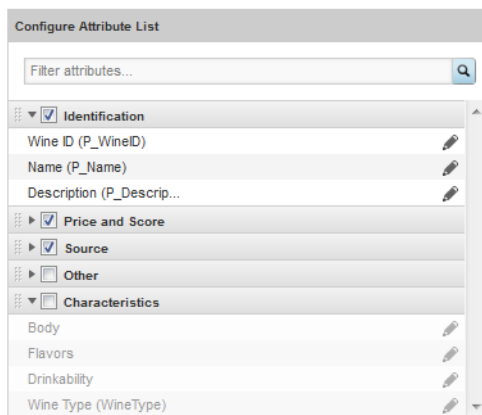 Configure Attribute List
Filter attributes...
Identification
Wine ID (P_WineID)
Name (P_Name)
Description (P_Descrip...
Price and Score
Source
Other
Characteristics
Body
Flavors
Drinkability
Wine Type (WineType)